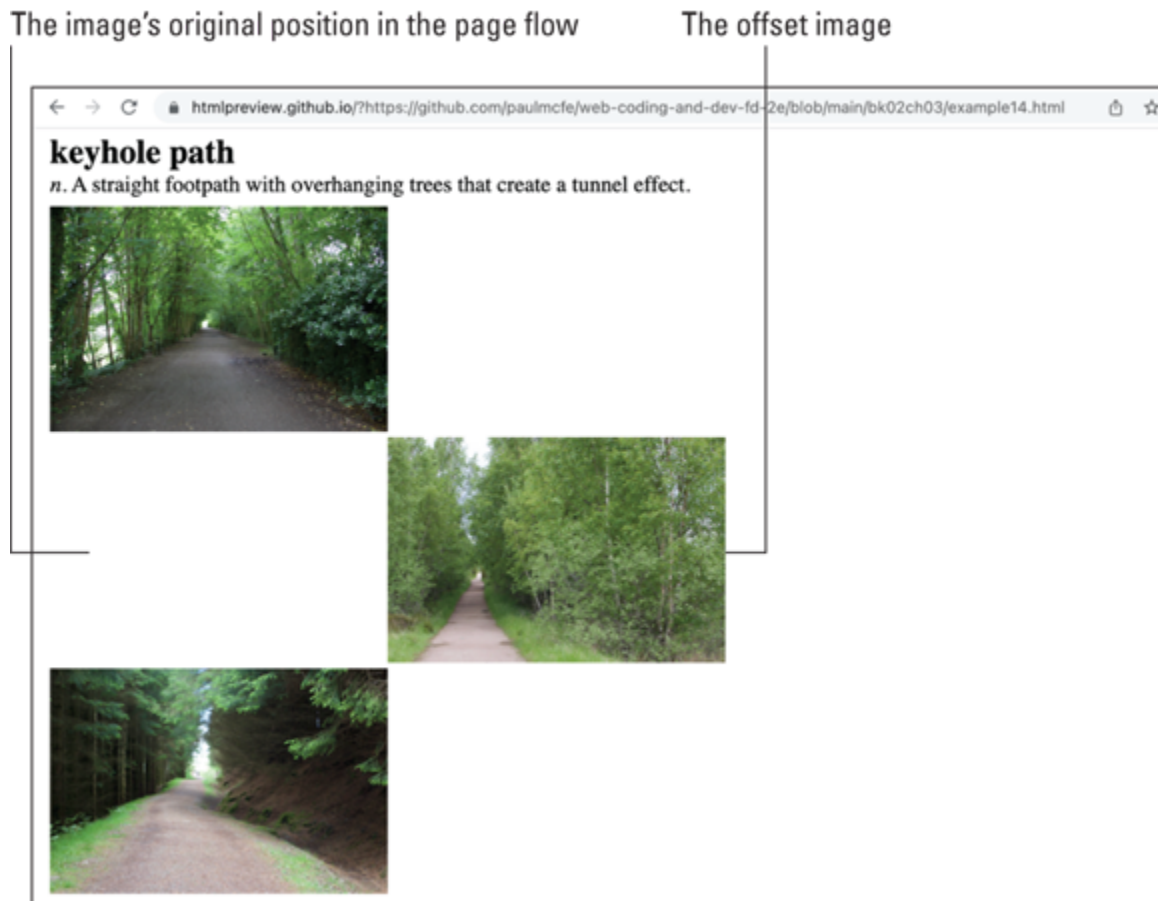 The image's original position in the page flow
The offset image
htmlpreview.github.io/?https://github.com/paulmcfe/web-coding-and-dev-fd-2e/blob/main/bk02ch03/example14.html
keyhole path
n. A straight footpath with overhanging trees that create a tunnel effect.